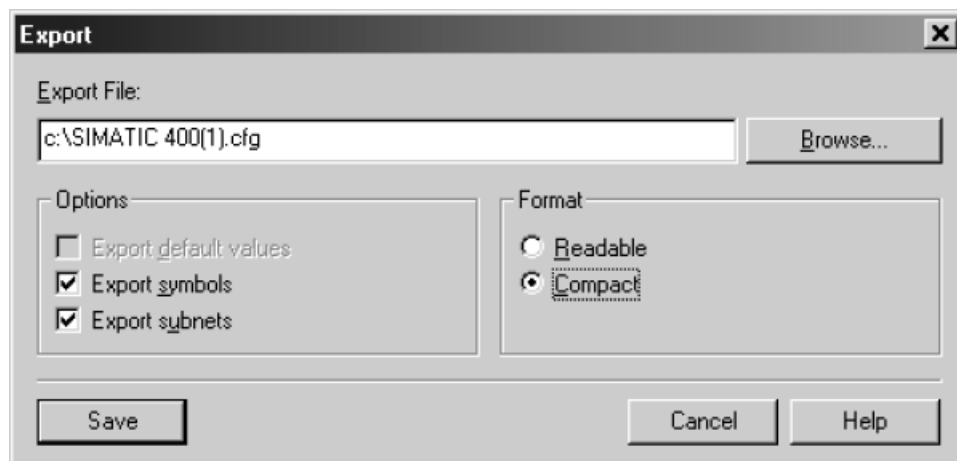 Export
Export File:
c:\SIMATIC 400(1).cfg
Browse...
Options
Export default values
Export symbols
Export subnets
Format
Readable
Compact
Save
Cancel
Help